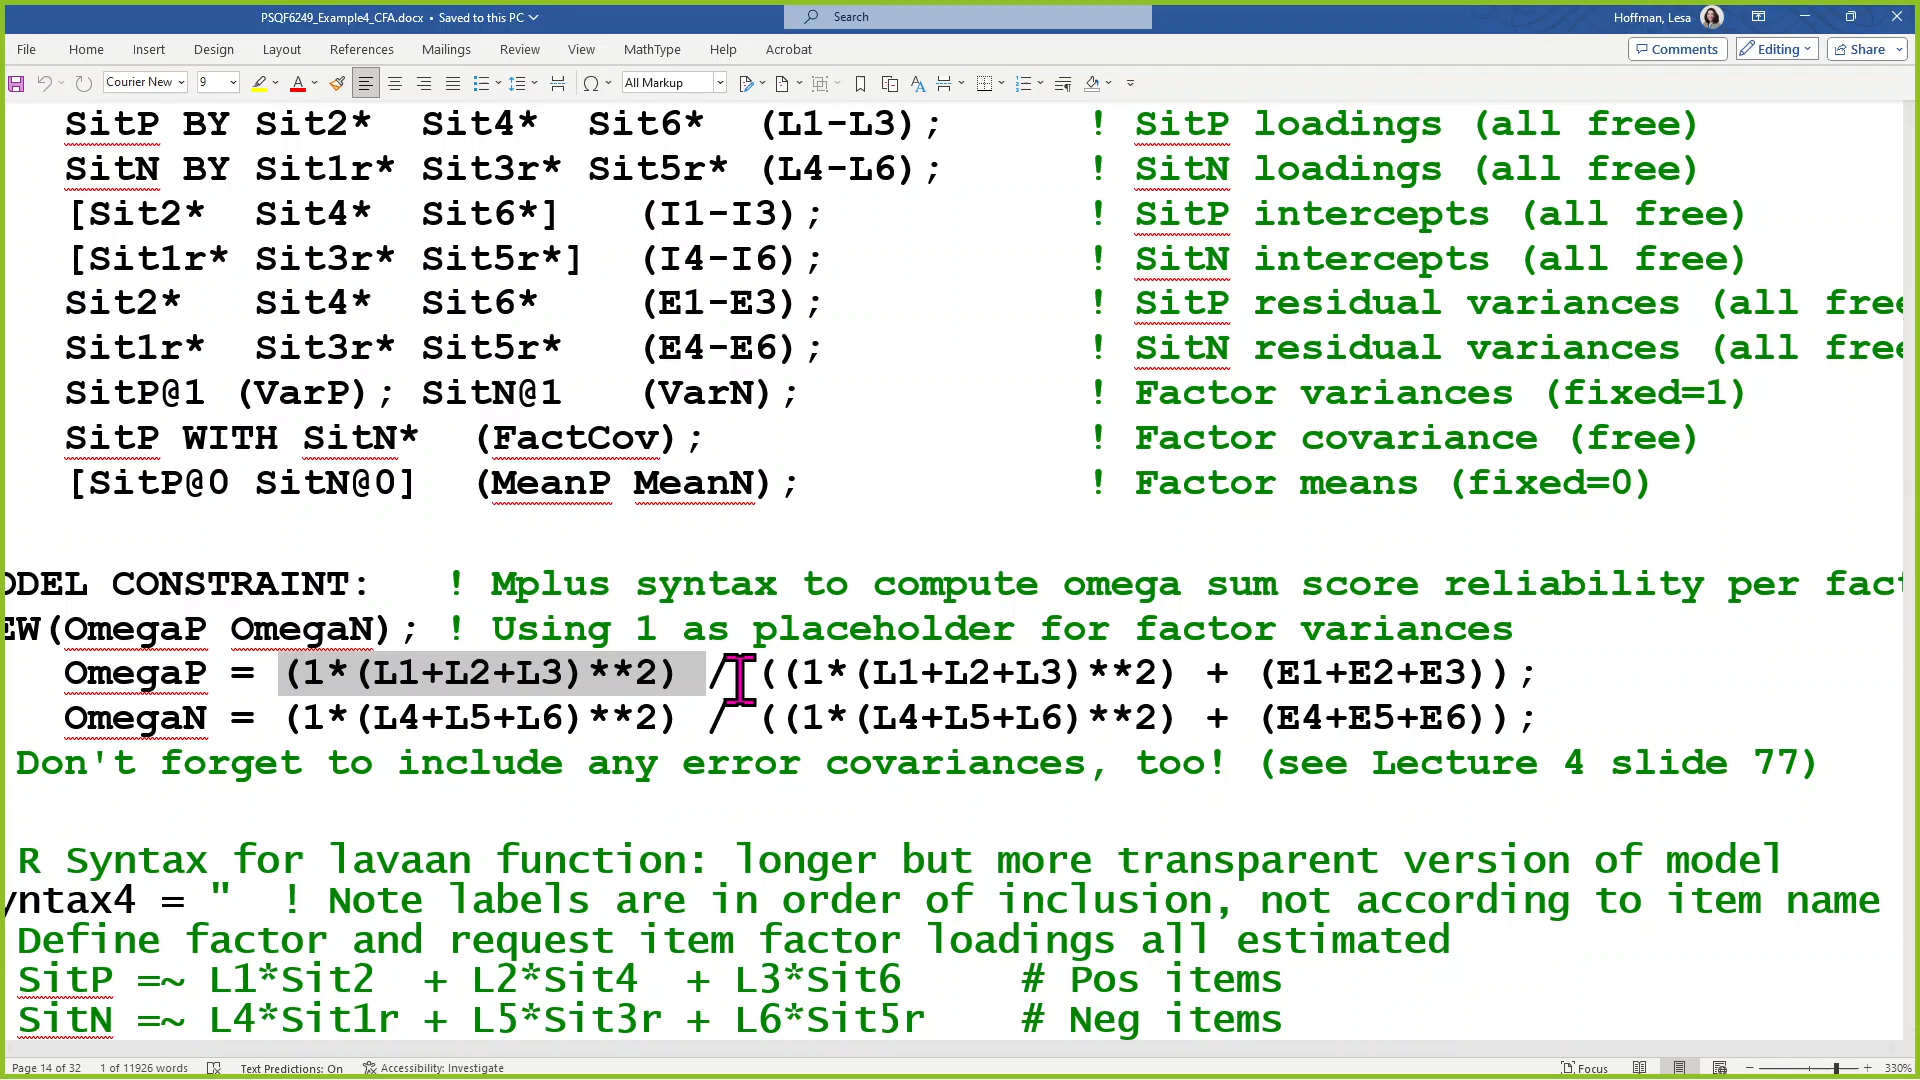 PSQF6249_Example4_CFA.docx • Saved to this PC
Search
Hoffman, Lesa
File Home Insert Design Layout References Mailings Review View MathType Help Acrobat
Comments Editing Share
Courier New 9 All Markup
SitP BY Sit2* Sit4* Sit6* (L1-L3); ! SitP loadings (all free)
SitN BY Sit1r* Sit3r* Sit5r* (L4-L6); ! SitN loadings (all free)
[Sit2* Sit4* Sit6*] (I1-I3); ! SitP intercepts (all free)
[Sit1r* Sit3r* Sit5r*] (I4-I6); ! SitN intercepts (all free)
Sit2* Sit4* Sit6* (E1-E3); ! SitP residual variances (all free
Sit1r* Sit3r* Sit5r* (E4-E6); ! SitN residual variances (all free
SitP@1 (VarP); SitN@1 (VarN); ! Factor variances (fixed=1)
SitP WITH SitN* (FactCov); ! Factor covariance (free)
[SitP@0 SitN@0] (MeanP MeanN); ! Factor means (fixed=0)
ODEL CONSTRAINT: ! Mplus syntax to compute omega sum score reliability per fact
EW(OmegaP OmegaN); ! Using 1 as placeholder for factor variances
OmegaP = (1*(L1+L2+L3)**2) / ((1*(L1+L2+L3)**2) + (E1+E2+E3));
OmegaN = (1*(L4+L5+L6)**2) / ((1*(L4+L5+L6)**2) + (E4+E5+E6));
Don't forget to include any error covariances, too! (see Lecture 4 slide 77)
R Syntax for lavaan function: longer but more transparent version of model
yntax4 = " ! Note labels are in order of inclusion, not according to item name
Define factor and request item factor loadings all estimated
SitP =~ L1*Sit2 + L2*Sit4 + L3*Sit6 # Pos items
SitN =~ L4*Sit1r + L5*Sit3r + L6*Sit5r # Neg items
Page 14 of 32 1 of 11926 words Text Predictions: On Accessibility: Investigate Focus 330%